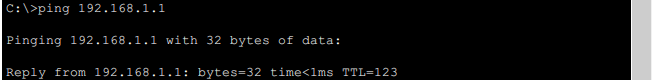 C:\>ping 192.168.1.1
Pinging 192.168.1.1 with 32 bytes of data:
Reply from 192.168.1.1: bytes=32 time<1ms TTL=123